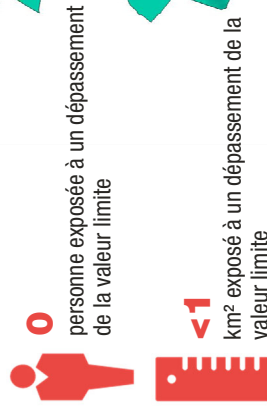 0
personne exposée à un dépassement
de la valeur limite
<1
km² exposé à un dépassement de la
valeur limite